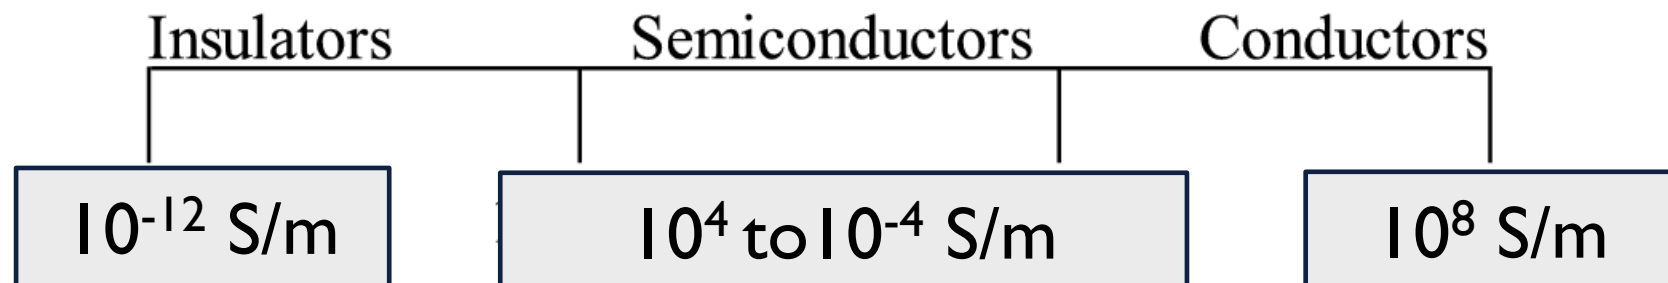 Insulators Semiconductors Conductors
10⁻¹² S/m 10⁴ to10⁻⁴ S/m 10⁸ S/m